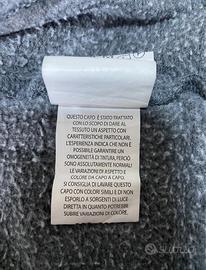 QUESTO CAPO È STATO TRATTATO
CON LO SCOPO DI DARE AL
TESSUTO UN ASPETTO CON
CARATTERISTICHE PARTICOLARI.
L'ESPERIENZA INDICA CHE NON È
POSSIBILE GARANTIRE UN
OMOGENEITÀ DI TINTURA, PERCIÒ
SONO ASSOLUTAMENTE NORMALI
LE VARIAZIONI DI ASPETTO E
COLORE DA CAPO A CAPO.
SI CONSIGLIA DI LAVARE QUESTO
CAPO CON COLORI SIMILI E DI NON
ESPORLO A SORGENTI DI LUCE
DIRETTA IN QUANTO POTREBBERO
SUBIRE VARIAZIONI DI COLORE.
subito